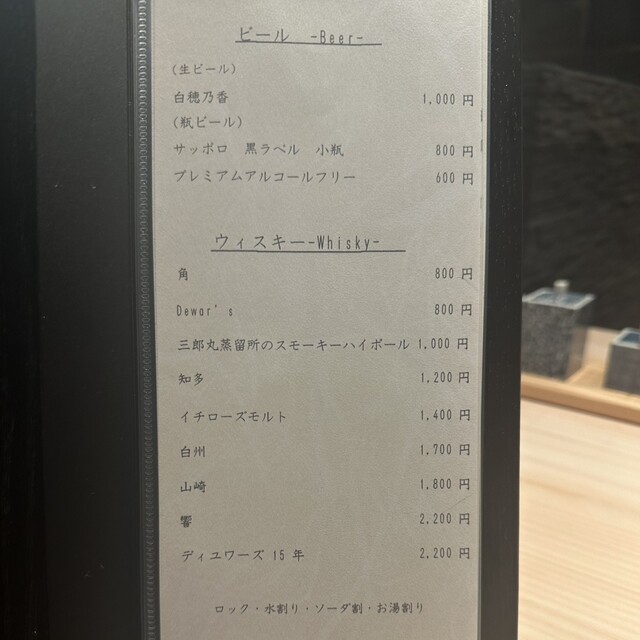 ビール -Beer-
(生ビール)
白穂乃香 1,000 円
(瓶ビール)
サッポロ 黒ラベル 小瓶 800 円
プレミアムアルコールフリー 600 円
ウィスキー-Whisky-
角 800 円
Dewar's 800 円
三郎丸蒸留所のスモーキーハイボール 1,000 円
知多 1,200 円
イチローズモルト 1,400 円
白州 1,700 円
山崎 1,800 円
響 2,200 円
ディユワーズ 15 年 2,200 円
ロック・水割り・ソーダ割・お湯割り